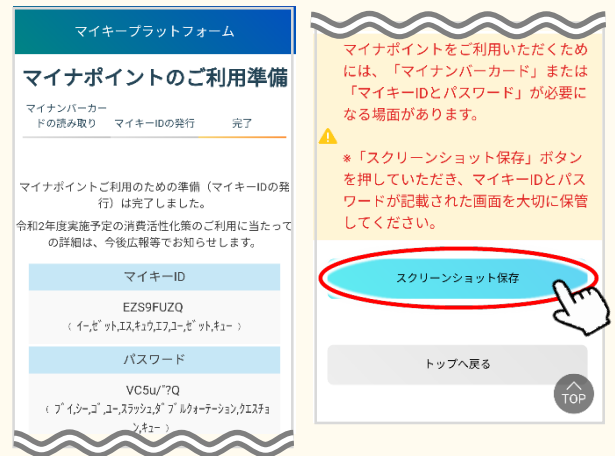 マイキープラットフォーム
マイナポイントのご利用準備
マイナンバーカー
ドの読み取り
マイキーIDの発行
完了
マイナポイントご利用のための準備（マイキーIDの発
行）は完了しました。
令和2年度実施予定の消費活性化策のご利用に当たって
の詳細は、今後広報等でお知らせします。
マイキーID
EZS9FUZQ
（ イー,ゼット,エス,キュウ,エフ,ユー,ゼット,キュー ）
パスワード
VC5u/"?Q
（ ブイ,シー,ゴ,ユー,スラッシュ,ダブルクォーテーション,クエスチョ
ン,キュー ）
マイナポイントをご利用いただくため
には、「マイナンバーカード」または
「マイキーIDとパスワード」が必要に
なる場面があります。
※「スクリーンショット保存」ボタン
を押していただき、マイキーIDとパス
ワードが記載された画面を大切に保管
してください。
スクリーンショット保存
トップへ戻る
TOP